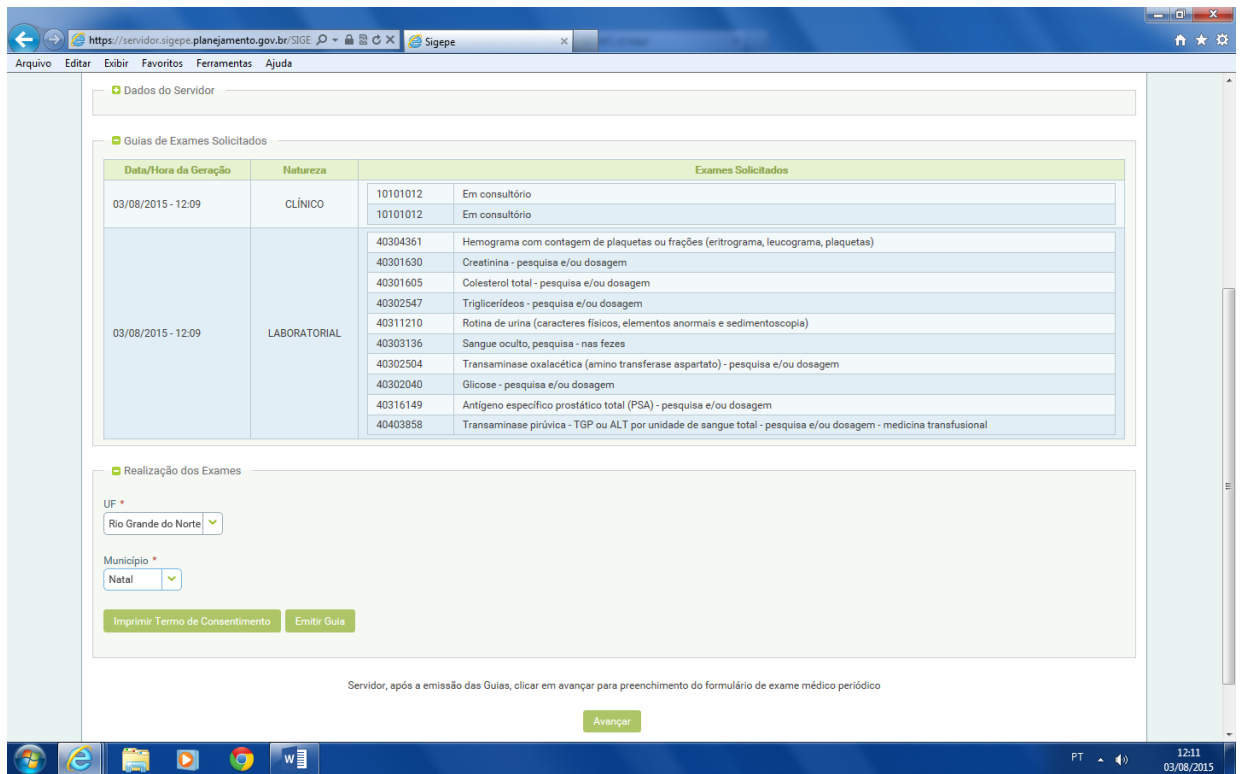 https://servidor.sigepe.planejamento.gov.br/SIGE
Sigepe
Arquivo Editar Exibir Favoritos Ferramentas Ajuda
Dados do Servidor
Guias de Exames Solicitados
Data/Hora da Geração Natureza Exames Solicitados
03/08/2015 - 12:09 CLÍNICO
10101012 Em consultório
10101012 Em consultório
03/08/2015 - 12:09 LABORATORIAL
40304361 Hemograma com contagem de plaquetas ou frações (eritrograma, leucograma, plaquetas)
40301630 Creatinina - pesquisa e/ou dosagem
40301605 Colesterol total - pesquisa e/ou dosagem
40302547 Triglicerídeos - pesquisa e/ou dosagem
40311210 Rotina de urina (caracteres físicos, elementos anormais e sedimentoscopia)
40303136 Sangue oculto, pesquisa - nas fezes
40302504 Transaminase oxalacética (amino transferase aspartato) - pesquisa e/ou dosagem
40302040 Glicose - pesquisa e/ou dosagem
40316149 Antígeno específico prostático total (PSA) - pesquisa e/ou dosagem
40403858 Transaminase pirúvica - TGP ou ALT por unidade de sangue total - pesquisa e/ou dosagem - medicina transfusional
Realização dos Exames
UF *
Rio Grande do Norte
Município *
Natal
Imprimir Termo de Consentimento Emitir Guia
Servidor, após a emissão das Guias, clicar em avançar para preenchimento do formulário de exame médico periódico
Avançar
PT 12:11
03/08/2015